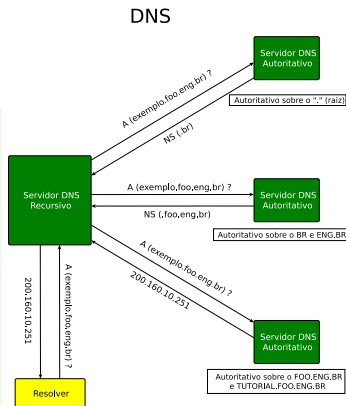 DNS
Servidor DNS
Autoritativo
Autoritativo sobre o "." (raiz)
A (exemplo.foo.eng.br) ?
NS (.br)
Servidor DNS
Recursivo
A (exemplo.foo.eng.br) ?
NS (.foo.eng.br)
Servidor DNS
Autoritativo
Autoritativo sobre o BR e ENG.BR
A (exemplo.foo.eng.br) ?
200.160.10.251
Servidor DNS
Autoritativo
Autoritativo sobre o FOO.ENG.BR
e TUTORIAL.FOO.ENG.BR
200.160.10.251
A (exemplo.foo.eng.br) ?
Resolver